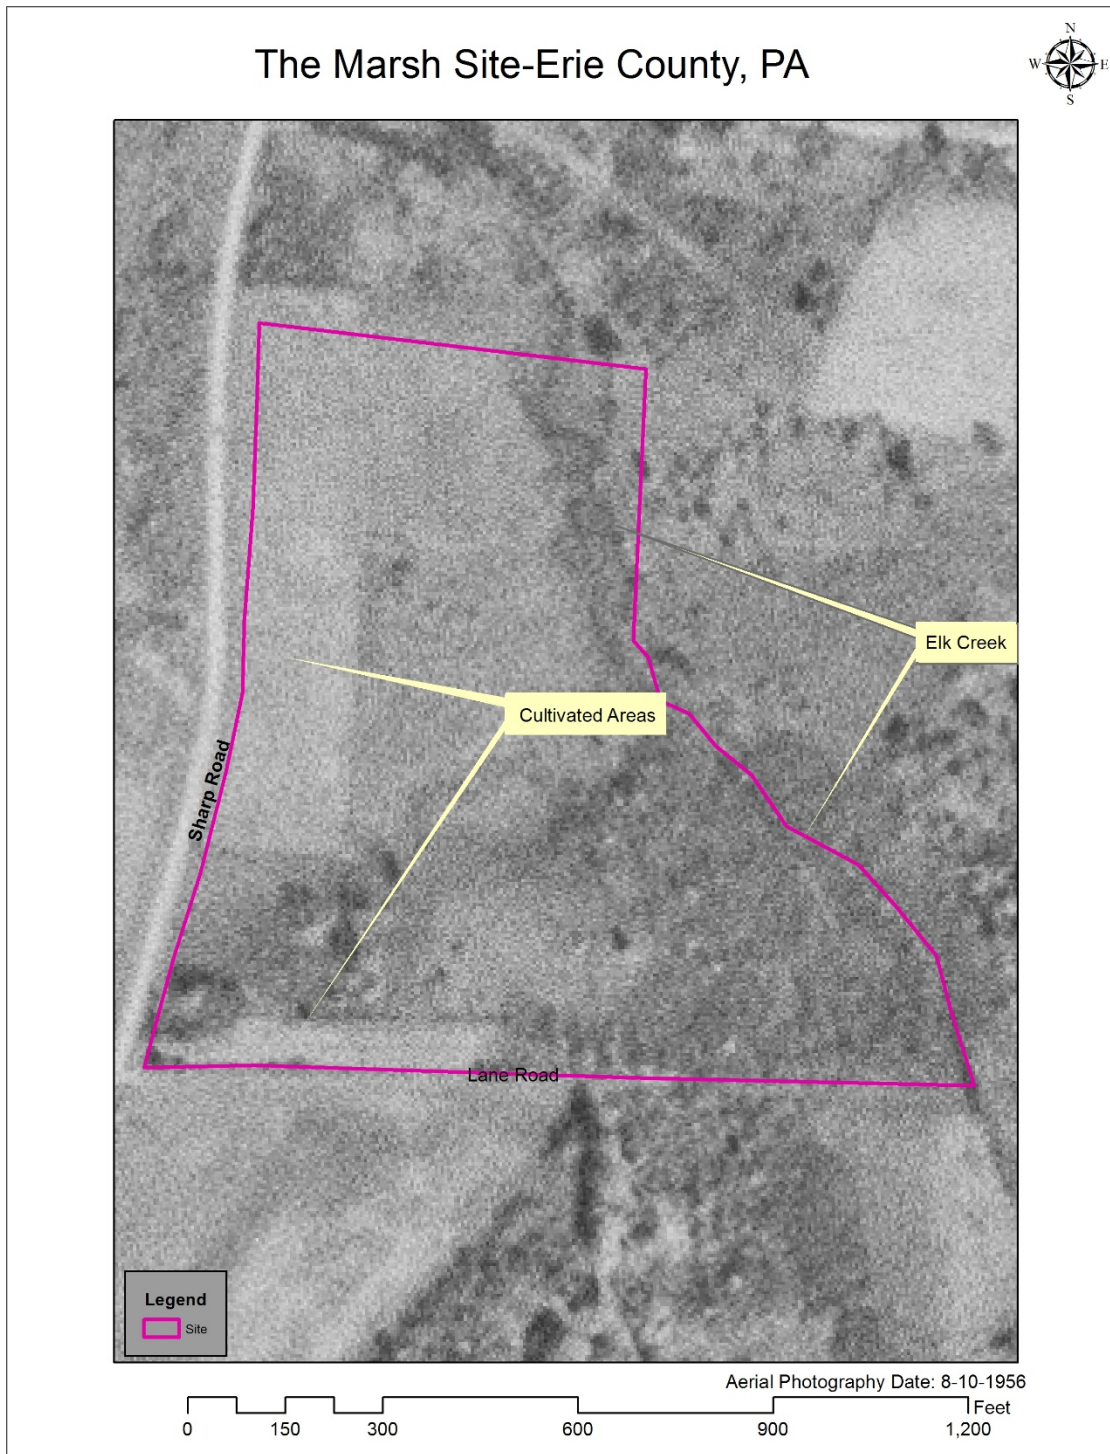 The Marsh Site-Erie County, PA
N
W E
S
Elk Creek
Cultivated Areas
Sharp Road
Lane Road
Legend
Site
Aerial Photography Date: 8-10-1956
Feet
0 150 300 600 900 1,200